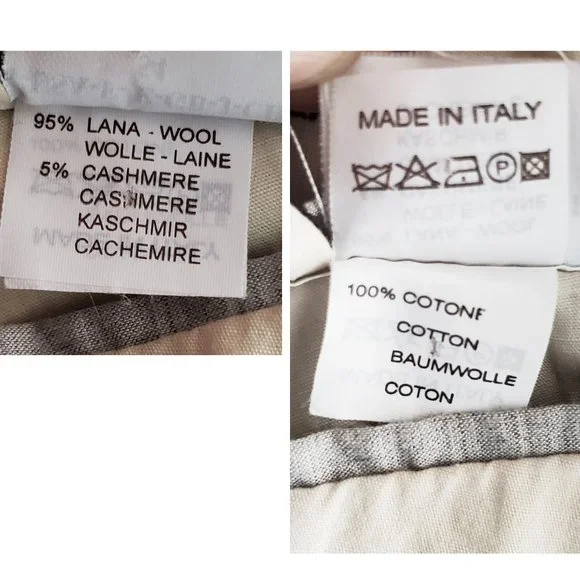 95% LANA - WOOL
WOLLE - LAINE
5% CASHMERE
CASHMERE
KASCHMIR
CACHEMIRE
MADE IN ITALY
100% COTONE
COTTON
BAUMWOLLE
COTON